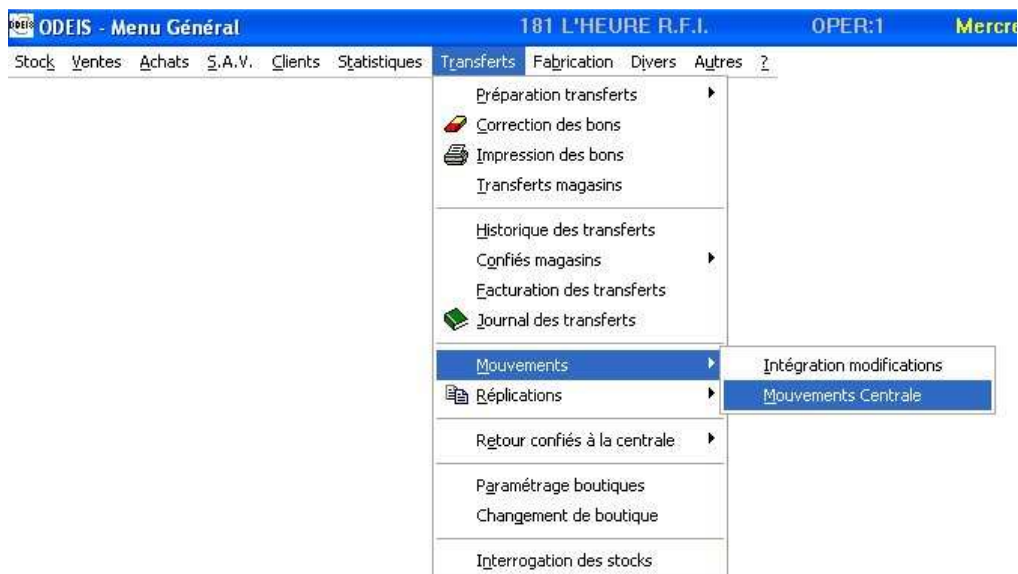 ODEIS ODEIS - Menu Général 181 L'HEURE R.F.I. OPER:1 Mercre
Stock Ventes Achats S.A.V. Clients Statistiques Transferts Fabrication Divers Autres ?
Préparation transferts
Correction des bons
Impression des bons
Transferts magasins
Historique des transferts
Confiés magasins
Facturation des transferts
Journal des transferts
Mouvements
Intégration modifications
Réplications
Mouvements Centrale
Retour confiés à la centrale
Paramétrage boutiques
Changement de boutique
Interrogation des stocks